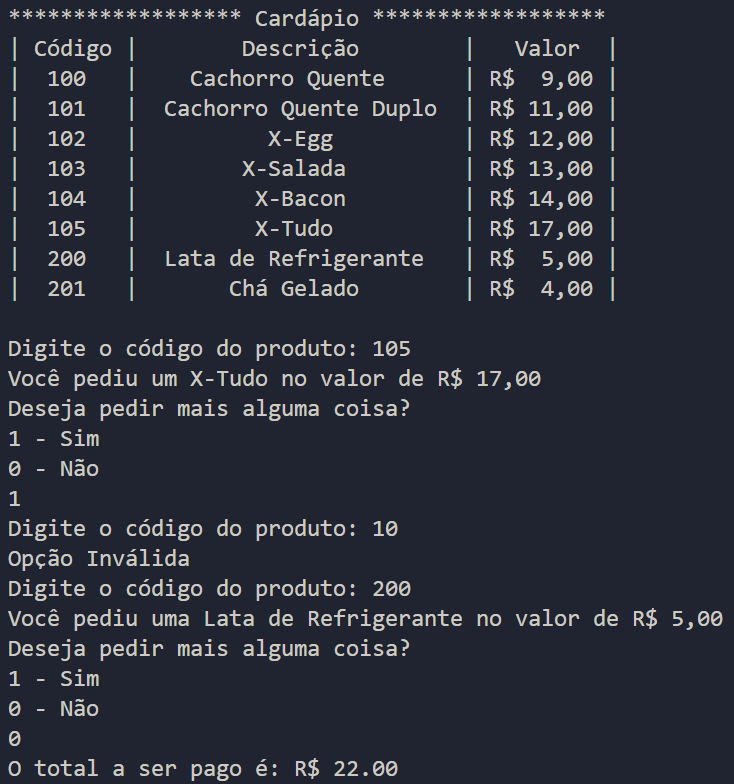 ****************** Cardápio ******************
| Código |        Descrição        |   Valor  |
|  100   |    Cachorro Quente      | R$  9,00 |
|  101   |  Cachorro Quente Duplo  | R$ 11,00 |
|  102   |          X-Egg          | R$ 12,00 |
|  103   |        X-Salada         | R$ 13,00 |
|  104   |         X-Bacon         | R$ 14,00 |
|  105   |         X-Tudo          | R$ 17,00 |
|  200   |  Lata de Refrigerante   | R$  5,00 |
|  201   |       Chá Gelado        | R$  4,00 |

Digite o código do produto: 105
Você pediu um X-Tudo no valor de R$ 17,00
Deseja pedir mais alguma coisa?
1 - Sim
0 - Não
1
Digite o código do produto: 10
Opção Inválida
Digite o código do produto: 200
Você pediu uma Lata de Refrigerante no valor de R$ 5,00
Deseja pedir mais alguma coisa?
1 - Sim
0 - Não
0
O total a ser pago é: R$ 22.00